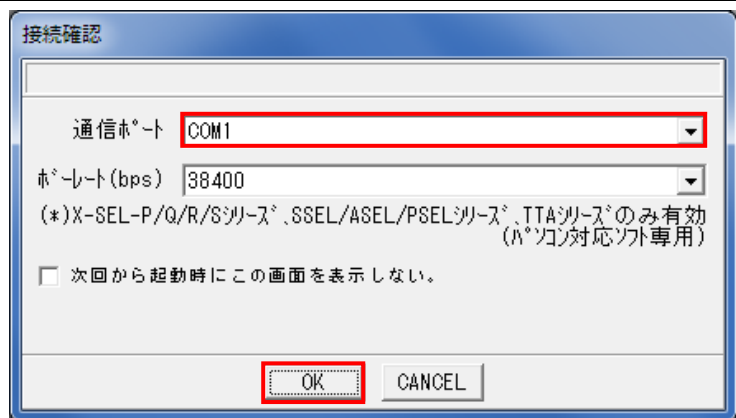 接続確認
通信ﾎﾟｰﾄ COM1
ﾎﾞｰﾚｰﾄ(bps) 38400
(*)X-SEL-P/Q/R/Sｼﾘｰｽﾞ､SSEL/ASEL/PSELｼﾘｰｽﾞ､TTAｼﾘｰｽﾞのみ有効
(ﾊﾟｿｺﾝ対応ｿﾌﾄ専用)
次回から起動時にこの画面を表示しない。
OK CANCEL